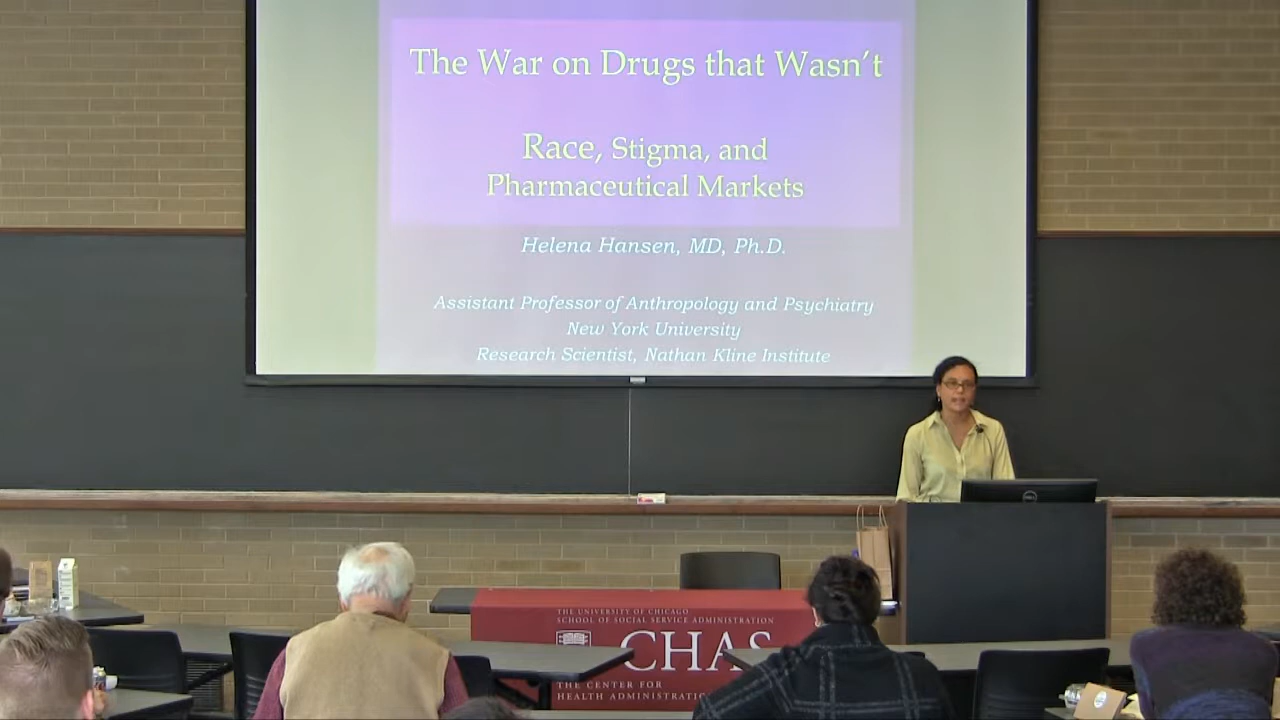 The War on Drugs that Wasn't
Race, Stigma, and
Pharmaceutical Markets
Helena Hansen, MD, Ph.D.
Assistant Professor of Anthropology and Psychiatry
New York University
Research Scientist, Nathan Kline Institute
DELL
THE UNIVERSITY OF CHICAGO
SCHOOL OF SOCIAL SERVICE ADMINISTRATION
CHAS
THE CENTER FOR
HEALTH ADMINISTRATIO